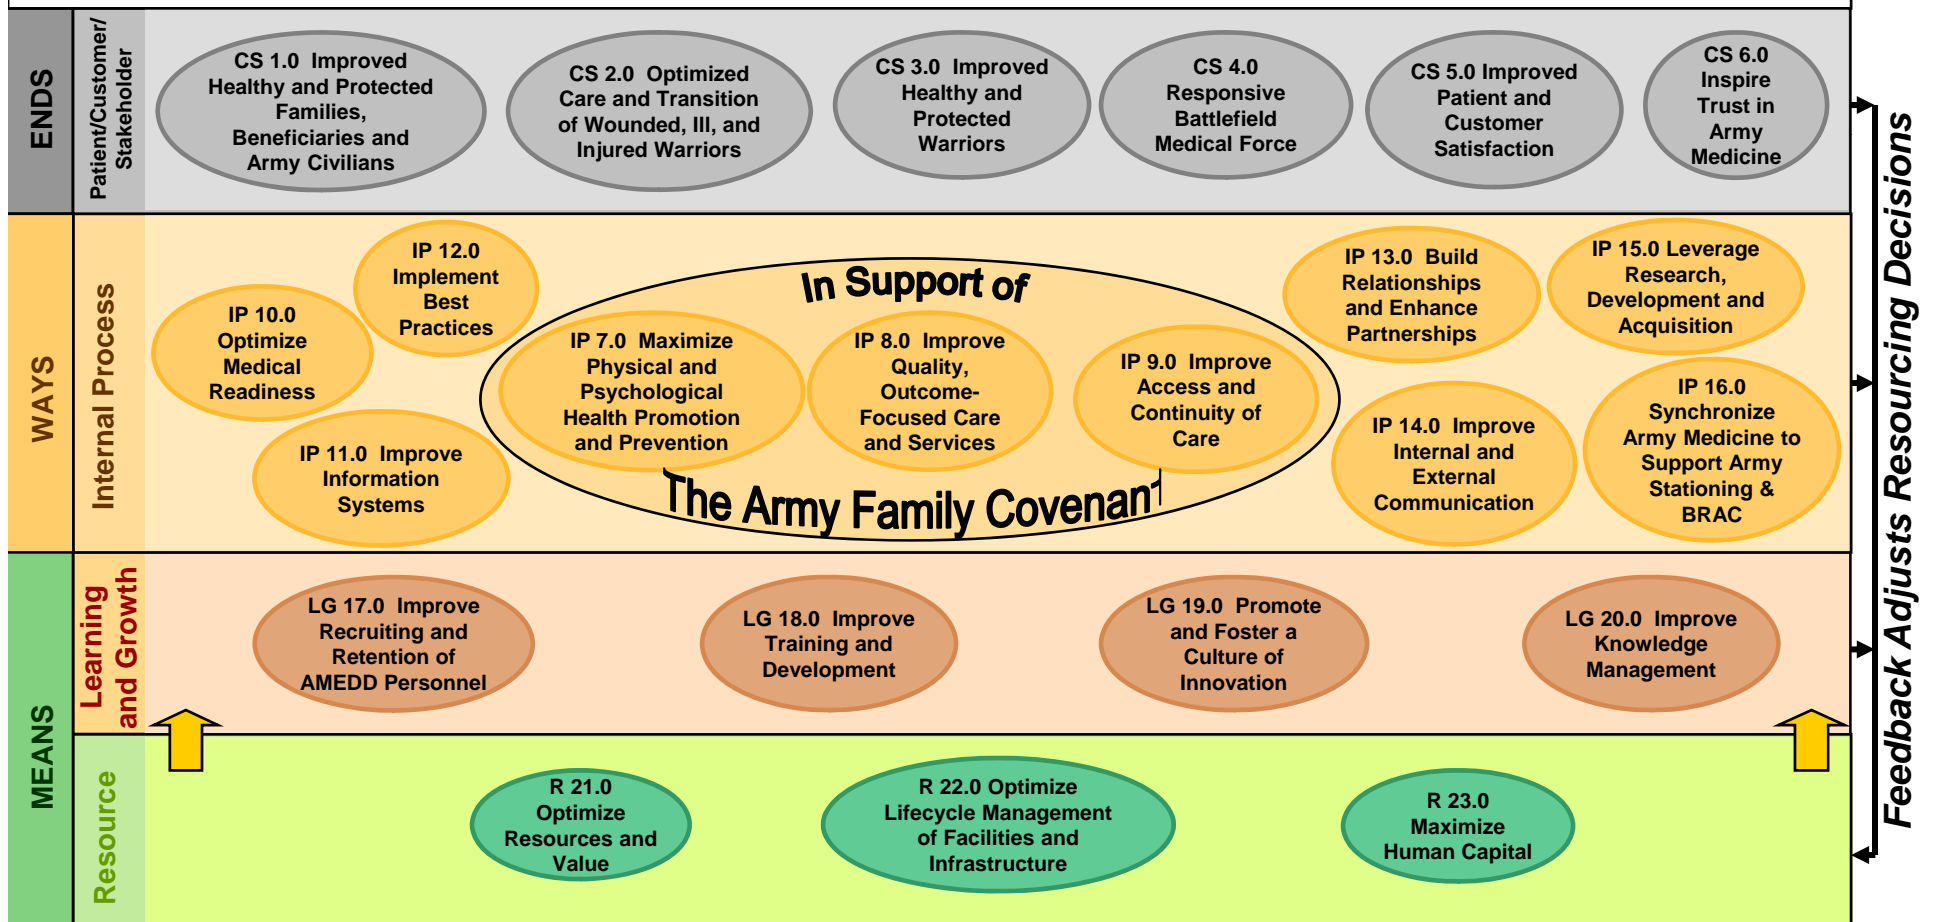 ENDS
Patient/Customer/
Stakeholder
CS 1.0 Improved
Healthy and Protected
Families,
Beneficiaries and
Army Civilians
CS 2.0 Optimized
Care and Transition
of Wounded, Ill, and
Injured Warriors
CS 3.0 Improved
Healthy and
Protected
Warriors
CS 4.0
Responsive
Battlefield
Medical Force
CS 5.0 Improved
Patient and
Customer
Satisfaction
CS 6.0
Inspire
Trust in
Army
Medicine
WAYS
Internal Process
IP 10.0
Optimize
Medical
Readiness
IP 12.0
Implement
Best
Practices
IP 11.0 Improve
Information
Systems
In Support of
IP 7.0 Maximize
Physical and
Psychological
Health Promotion
and Prevention
IP 8.0 Improve
Quality,
Outcome-
Focused Care
and Services
IP 9.0 Improve
Access and
Continuity of
Care
The Army Family Covenant
IP 13.0 Build
Relationships
and Enhance
Partnerships
IP 15.0 Leverage
Research,
Development and
Acquisition
IP 14.0 Improve
Internal and
External
Communication
IP 16.0
Synchronize
Army Medicine to
Support Army
Stationing &
BRAC
MEANS
Learning
and Growth
LG 17.0 Improve
Recruiting and
Retention of
AMEDD Personnel
LG 18.0 Improve
Training and
Development
LG 19.0 Promote
and Foster a
Culture of
Innovation
LG 20.0 Improve
Knowledge
Management
Resource
R 21.0
Optimize
Resources and
Value
R 22.0 Optimize
Lifecycle Management
of Facilities and
Infrastructure
R 23.0
Maximize
Human Capital
Feedback Adjusts Resourcing Decisions